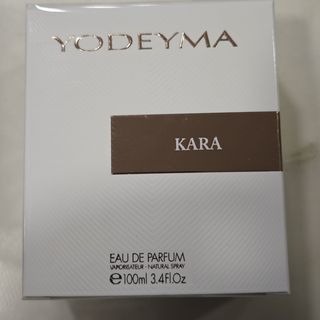 YODEYMA
KARA
EAU DE PARFUM
VAPORISATEUR - NATURAL SPRAY
℮100ml 3.4fl.Oz